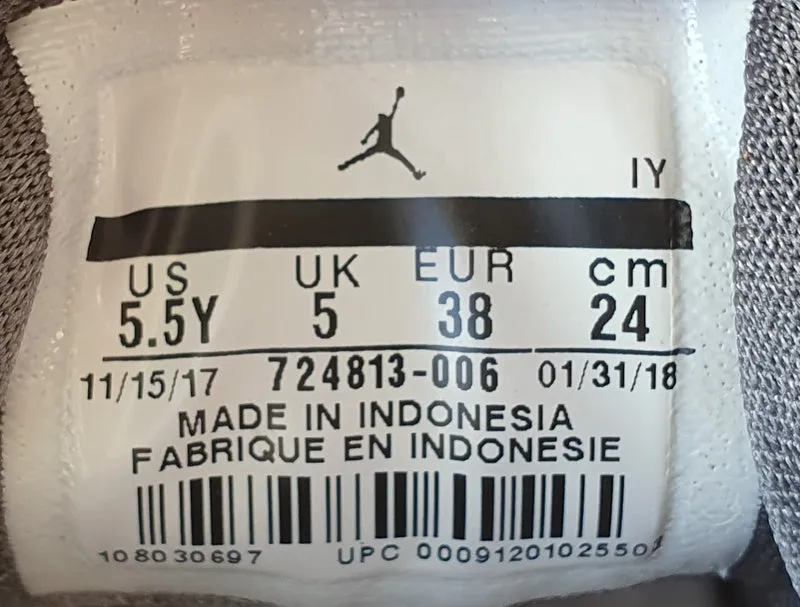 IY
US UK EUR cm
5.5Y 5 38 24
11/15/17 724813-006 01/31/18
MADE IN INDONESIA
FABRIQUE EN INDONESIE
108030697 UPC